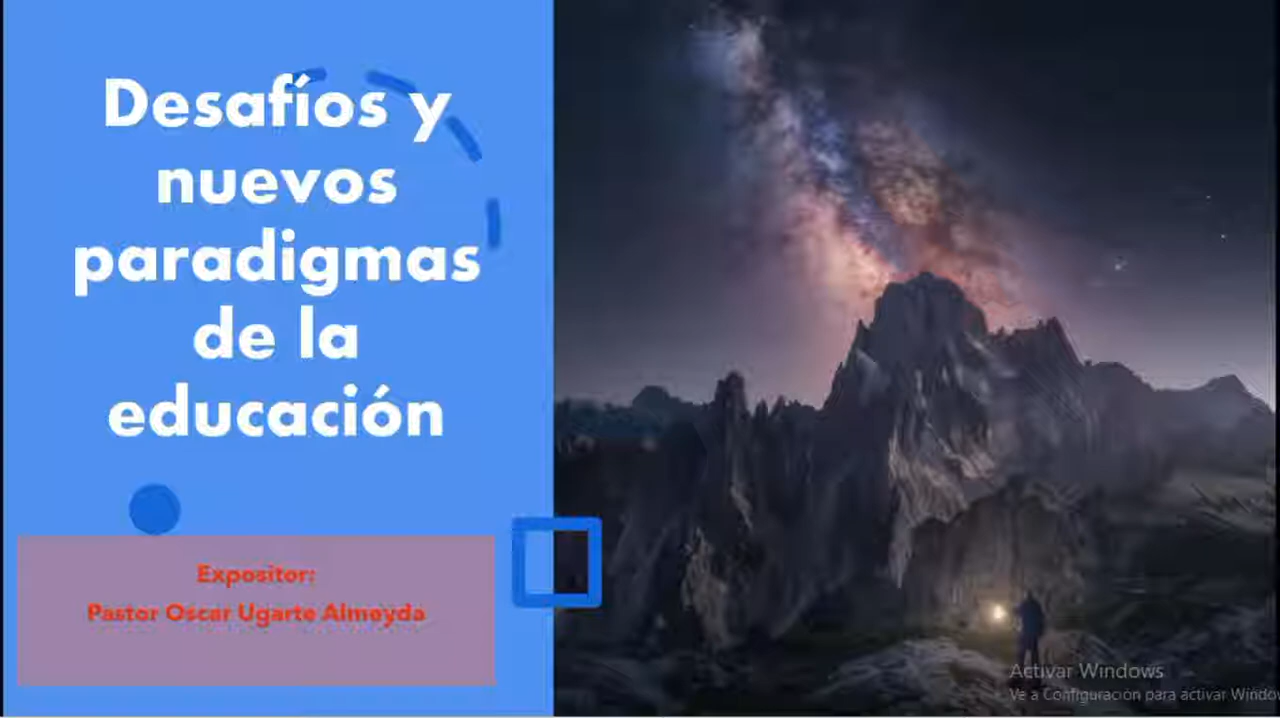 Desafíos y
nuevos
paradigmas
de la
educación
Expositor:
Pastor Oscar Ugarte Almeyda
Activar Windows
Ve a Configuración para activar Window